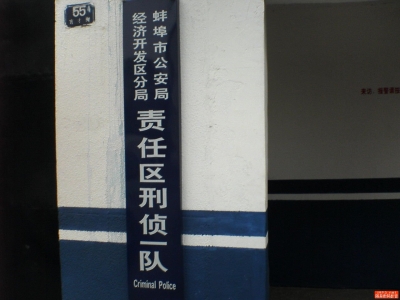 55
蚌埠市公安局
经济开发区分局
责任区刑侦一队
Criminal Police